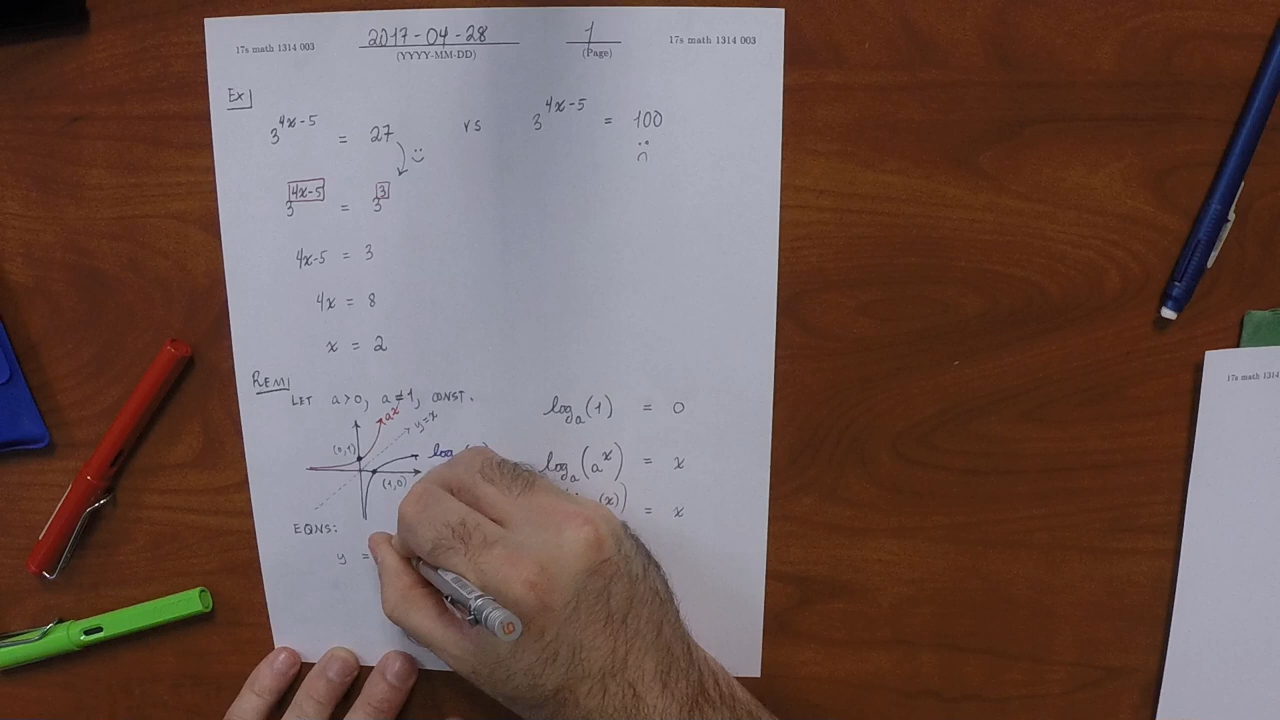 17s math 1314 003 2017-04-28 1 17s math 1314 003
(YYYY-MM-DD) (Page)
Ex
3^{4x-5} = 27 vs 3^{4x-5} = 100
3^{4x-5} = 3^3
4x-5 = 3
4x = 8
x = 2
REM
LET a>0, a≠1, CONST.
a^x
y=x
(0,1)
log
(1,0)
log_a(1) = 0
log_a(a^x) = x
(x)) = x
EQNS:
y =
17s math 1314